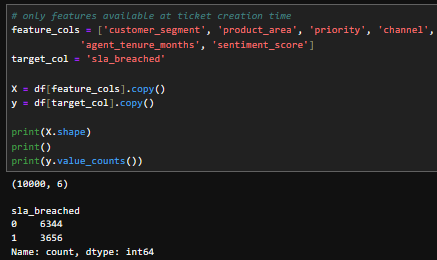 # only features available at ticket creation time
feature_cols = ['customer_segment', 'product_area', 'priority', 'channel',
'agent_tenure_months', 'sentiment_score']
target_col = 'sla_breached'
X = df[feature_cols].copy()
y = df[target_col].copy()
print(X.shape)
print()
print(y.value_counts())
(10000, 6)
sla_breached
0    6344
1    3656
Name: count, dtype: int64